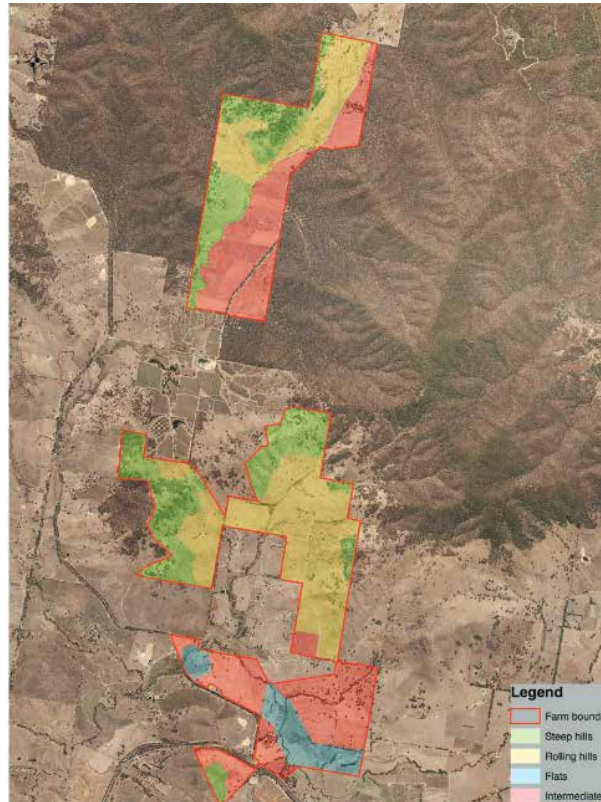 Legend
Farm bound
Steep hills
Rolling hills
Flats
Intermediate